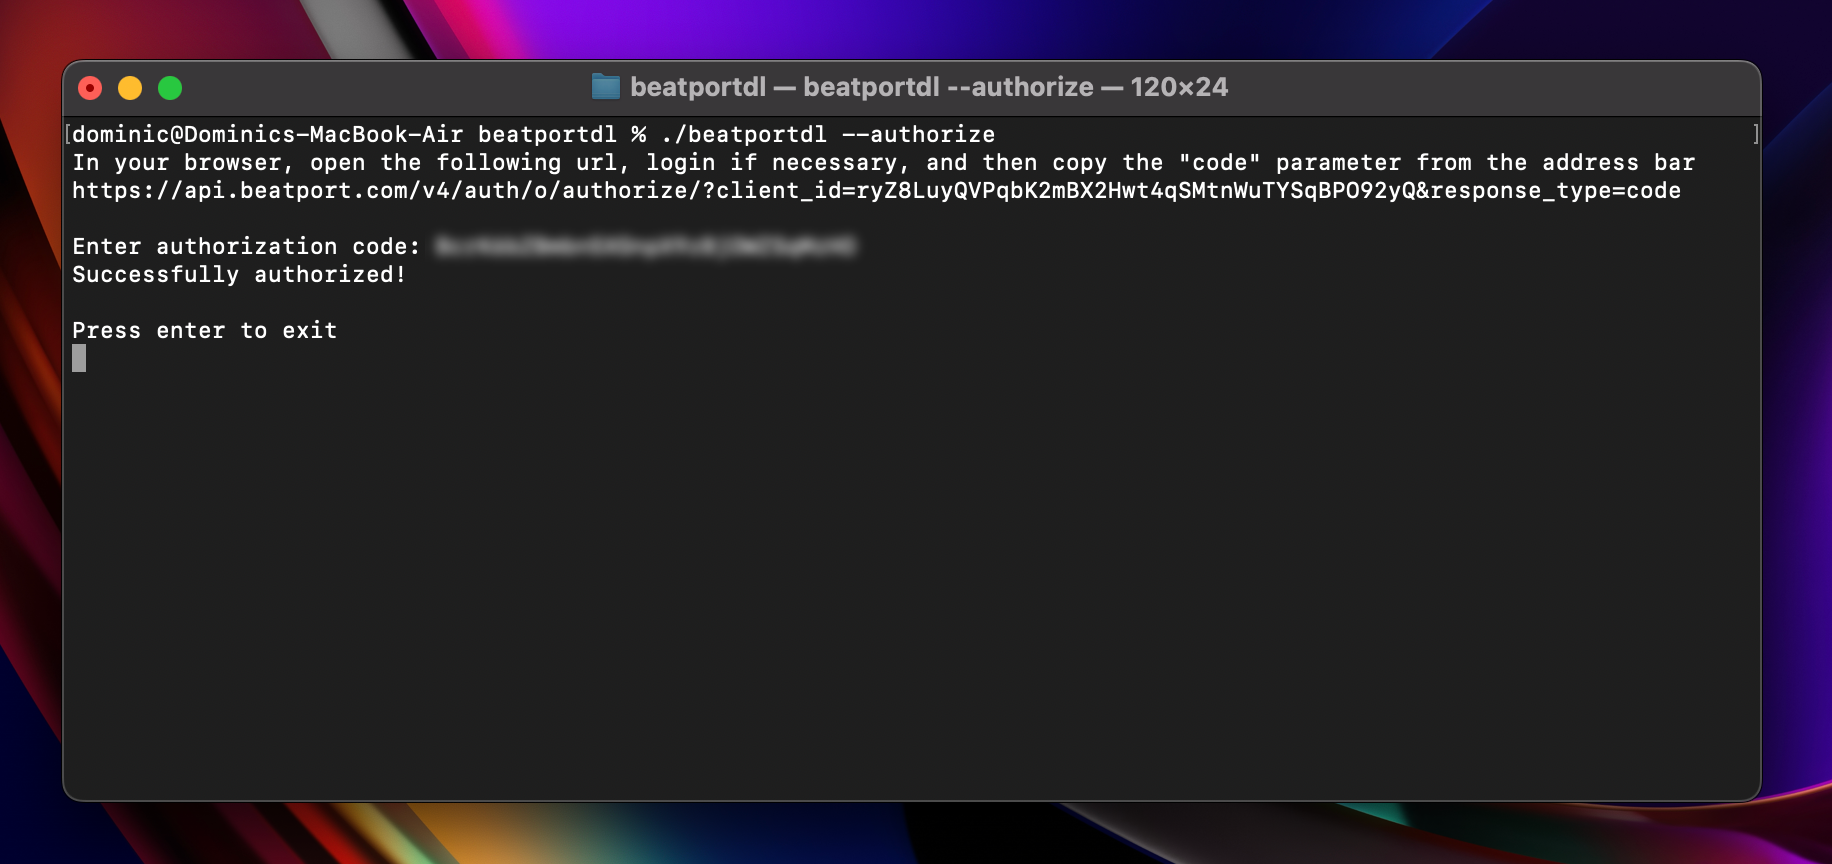 beatportdl — beatportdl --authorize — 120×24
[dominic@Dominics-MacBook-Air beatportdl % ./beatportdl --authorize ]
In your browser, open the following url, login if necessary, and then copy the "code" parameter from the address bar
https://api.beatport.com/v4/auth/o/authorize/?client_id=ryZ8LuyQVPqbK2mBX2Hwt4qSMtnWuTYSqBPO92yQ&response_type=code
Enter authorization code:
Successfully authorized!
Press enter to exit